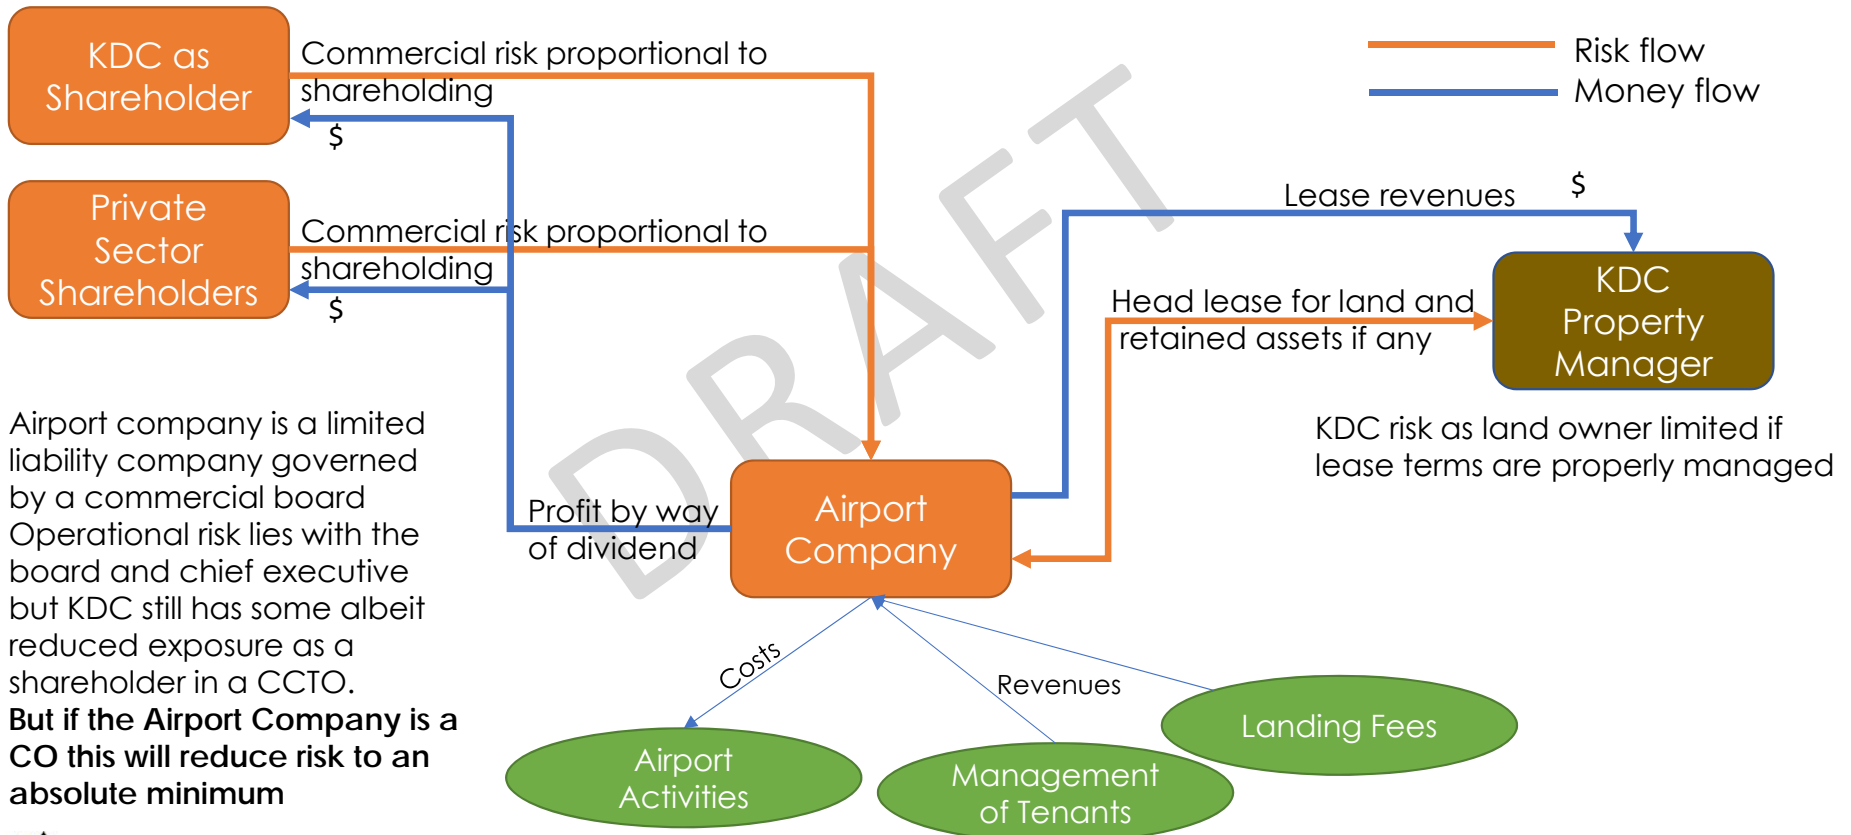 KDC as
Shareholder
Commercial risk proportional to
shareholding
$
Private
Sector
Shareholders
Commercial risk proportional to
shareholding
$
Risk flow
Money flow
Lease revenues
$
Head lease for land and
retained assets if any
KDC
Property
Manager
KDC risk as land owner limited if
lease terms are properly managed
DRAFT
Airport company is a limited
liability company governed
by a commercial board
Operational risk lies with the
board and chief executive
but KDC still has some albeit
reduced exposure as a
shareholder in a CCTO.
But if the Airport Company is a
CO this will reduce risk to an
absolute minimum
Profit by way
of dividend
Airport
Company
Costs
Revenues
Airport
Activities
Management
of Tenants
Landing Fees